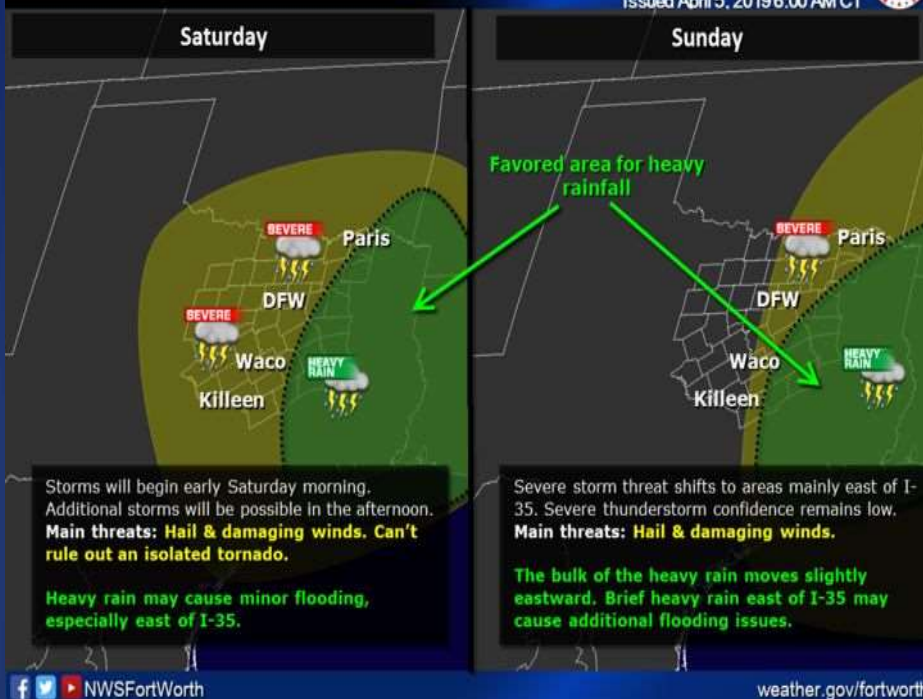 Issued April 5, 2019 6:00 AM CT
Saturday
Sunday
Favored area for heavy
rainfall
SEVERE
Paris
DFW
SEVERE
Waco
HEAVY
RAIN
Killeen
SEVERE
Paris
DFW
Waco
HEAVY
RAIN
Killeen
Storms will begin early Saturday morning.
Additional storms will be possible in the afternoon.
Main threats: Hail & damaging winds. Can't
rule out an isolated tornado.
Heavy rain may cause minor flooding,
especially east of I-35.
Severe storm threat shifts to areas mainly east of I-
35. Severe thunderstorm confidence remains low.
Main threats: Hail & damaging winds.
The bulk of the heavy rain moves slightly
eastward. Brief heavy rain east of I-35 may
cause additional flooding issues.
NWSFortWorth
weather.gov/fortworth